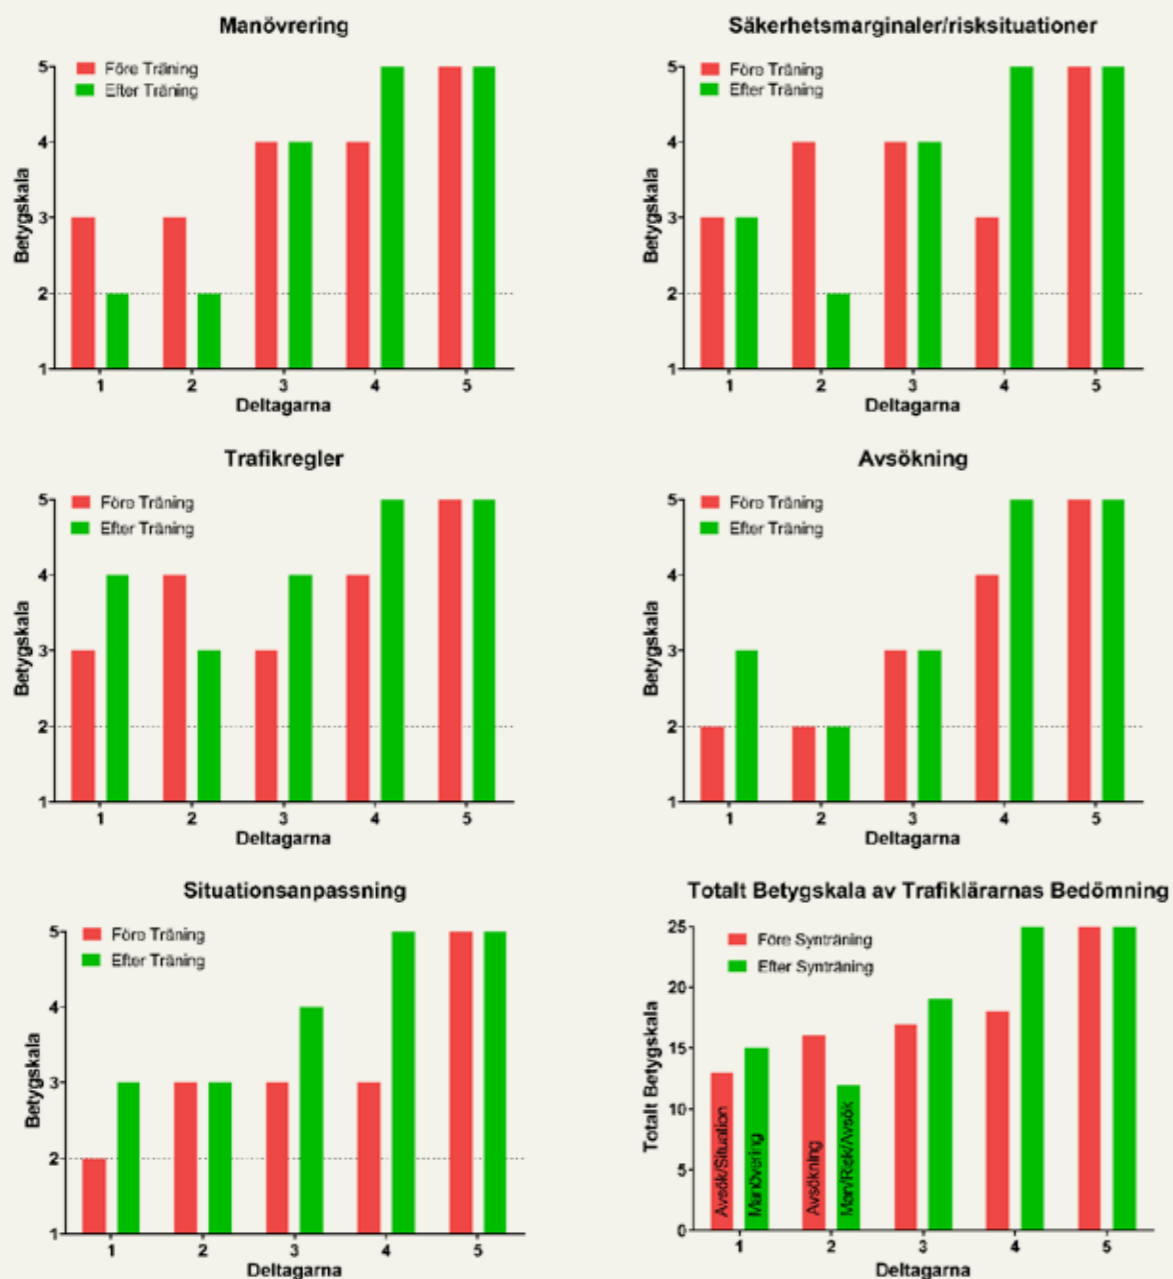 Manövrering
Före Träning
Efter Träning
5
4
3
2
1
Betygskala
1 2 3 4 5
Deltagarna
Säkerhetsmarginaler/risksituationer
Före Träning
Efter Träning
5
4
3
2
1
Betygskala
1 2 3 4 5
Deltagarna
Trafikregler
Före Träning
Efter Träning
5
4
3
2
1
Betygskala
1 2 3 4 5
Deltagarna
Avsökning
Före Träning
Efter Träning
5
4
3
2
1
Betygskala
1 2 3 4 5
Deltagarna
Situationsanpassning
Före Träning
Efter Träning
5
4
3
2
1
Betygskala
1 2 3 4 5
Deltagarna
Totalt Betygskala av Trafiklärarnas Bedömning
Före Synträning
Efter Synträning
25
20
15
10
5
0
Totalt Betygskala
Avsök/Situation
Manövering
Avsökning
Man/Risk/Avsök
1 2 3 4 5
Deltagarna